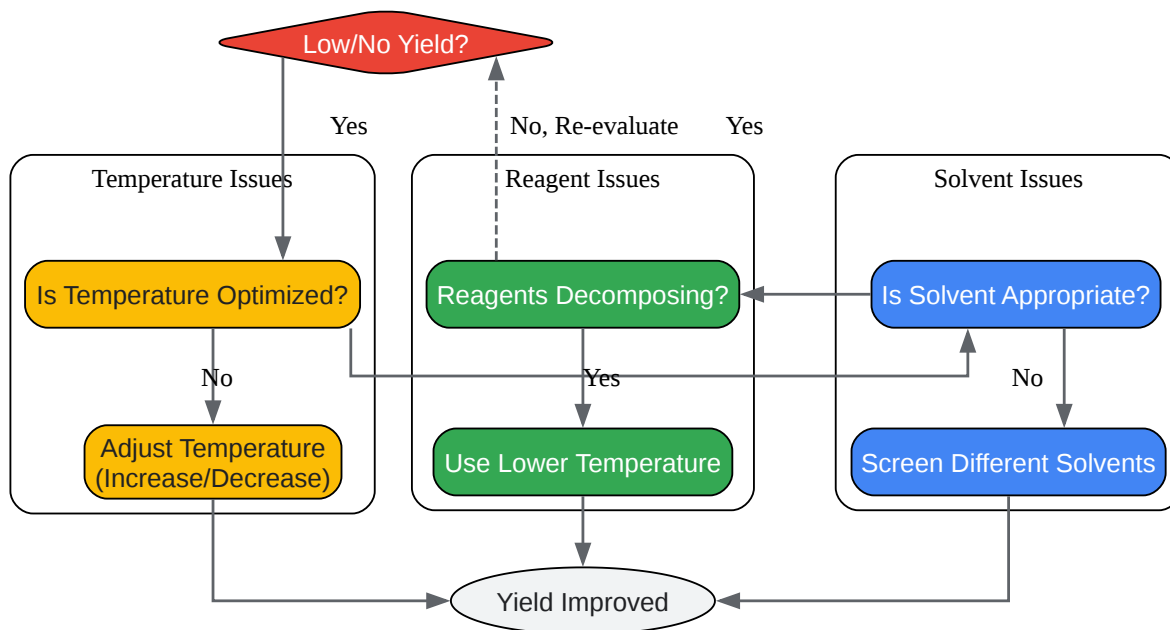 Low/No Yield?
Yes
No, Re-evaluate
Yes
Temperature Issues
Reagent Issues
Solvent Issues
Is Temperature Optimized?
Reagents Decomposing?
Is Solvent Appropriate?
No
Yes
No
Adjust Temperature
(Increase/Decrease)
Use Lower Temperature
Screen Different Solvents
Yield Improved